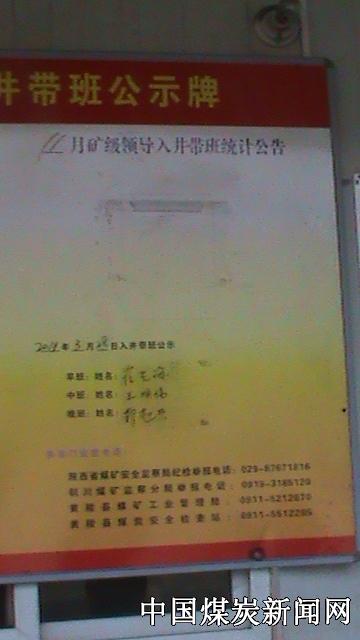 井带班公示牌
月矿级领导入井带班统计公告
年3月28日入井带班公示
早班：姓名：
中班：姓名：
晚班：姓名：
陕西省煤矿安全监察局纪检举报电话：029-87671816
铜川煤矿监察分局举报电话：0919-3185129
黄陵县煤矿工业管理局：0911-5212870
黄陵县煤炭安全检查站：0911-5512285
中国煤炭新闻网